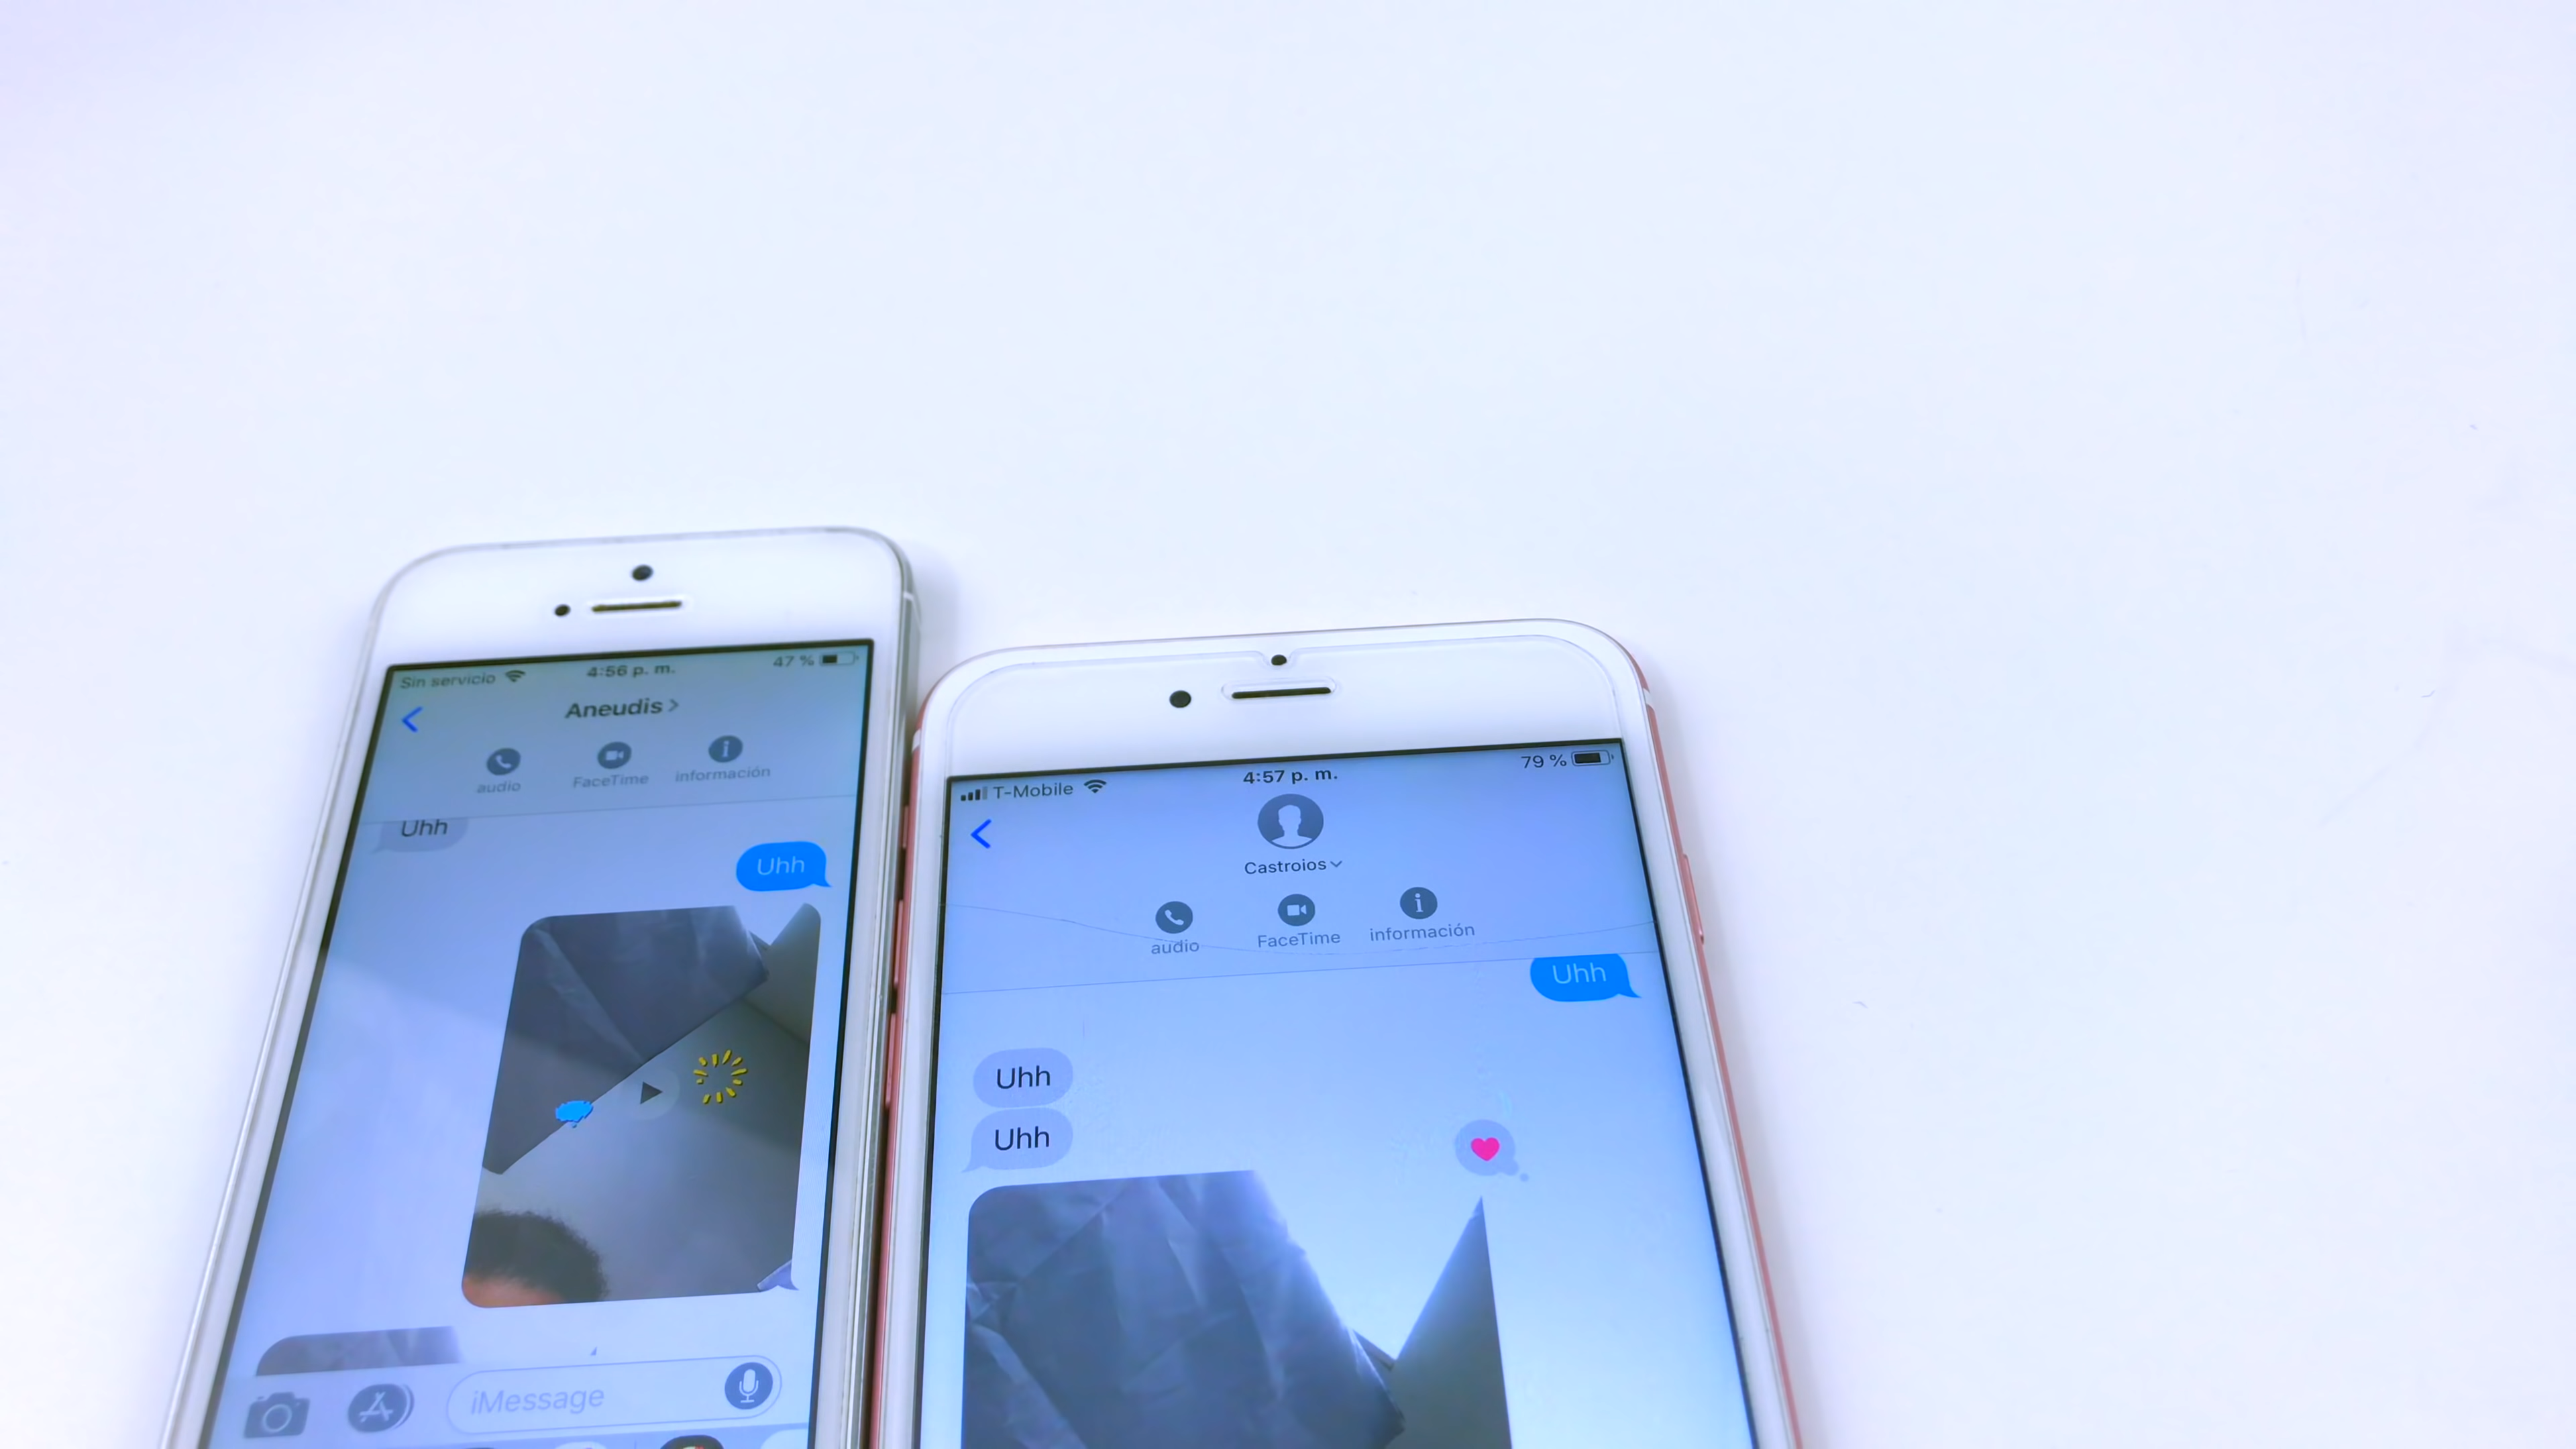 Sin servicio 4:56 p. m. 47 %
Aneudis
audio FaceTime información
Uhh
Uhh
iMessage
T-Mobile 4:57 p. m. 79 %
Castroios
audio FaceTime información
Uhh
Uhh
Uhh